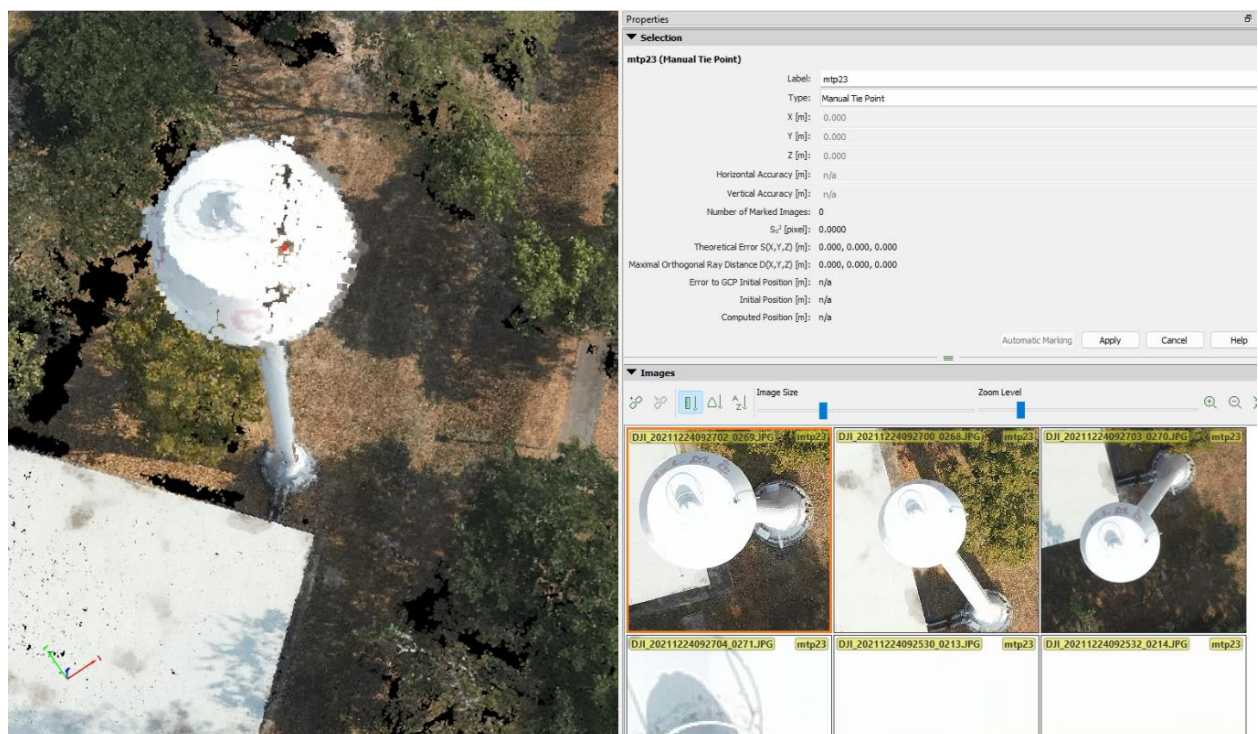 Properties
Selection
mtp23 (Manual Tie Point)
Label: mtp23
Type: Manual Tie Point
X [m]: 0.000
Y [m]: 0.000
Z [m]: 0.000
Horizontal Accuracy [m]: n/a
Vertical Accuracy [m]: n/a
Number of Marked Images: 0
S₀² [pixel]: 0.0000
Theoretical Error S(X,Y,Z) [m]: 0.000, 0.000, 0.000
Maximal Orthogonal Ray Distance D(X,Y,Z) [m]: 0.000, 0.000, 0.000
Error to GCP Initial Position [m]: n/a
Initial Position [m]: n/a
Computed Position [m]: n/a
Automatic Marking Apply Cancel Help
Images
Image Size Zoom Level
DJI_20211224092702_0269.JPG mtp23 DJI_20211224092700_0268.JPG mtp23 DJI_20211224092703_0270.JPG mtp23
DJI_20211224092704_0271.JPG mtp23 DJI_20211224092530_0213.JPG mtp23 DJI_20211224092532_0214.JPG mtp23